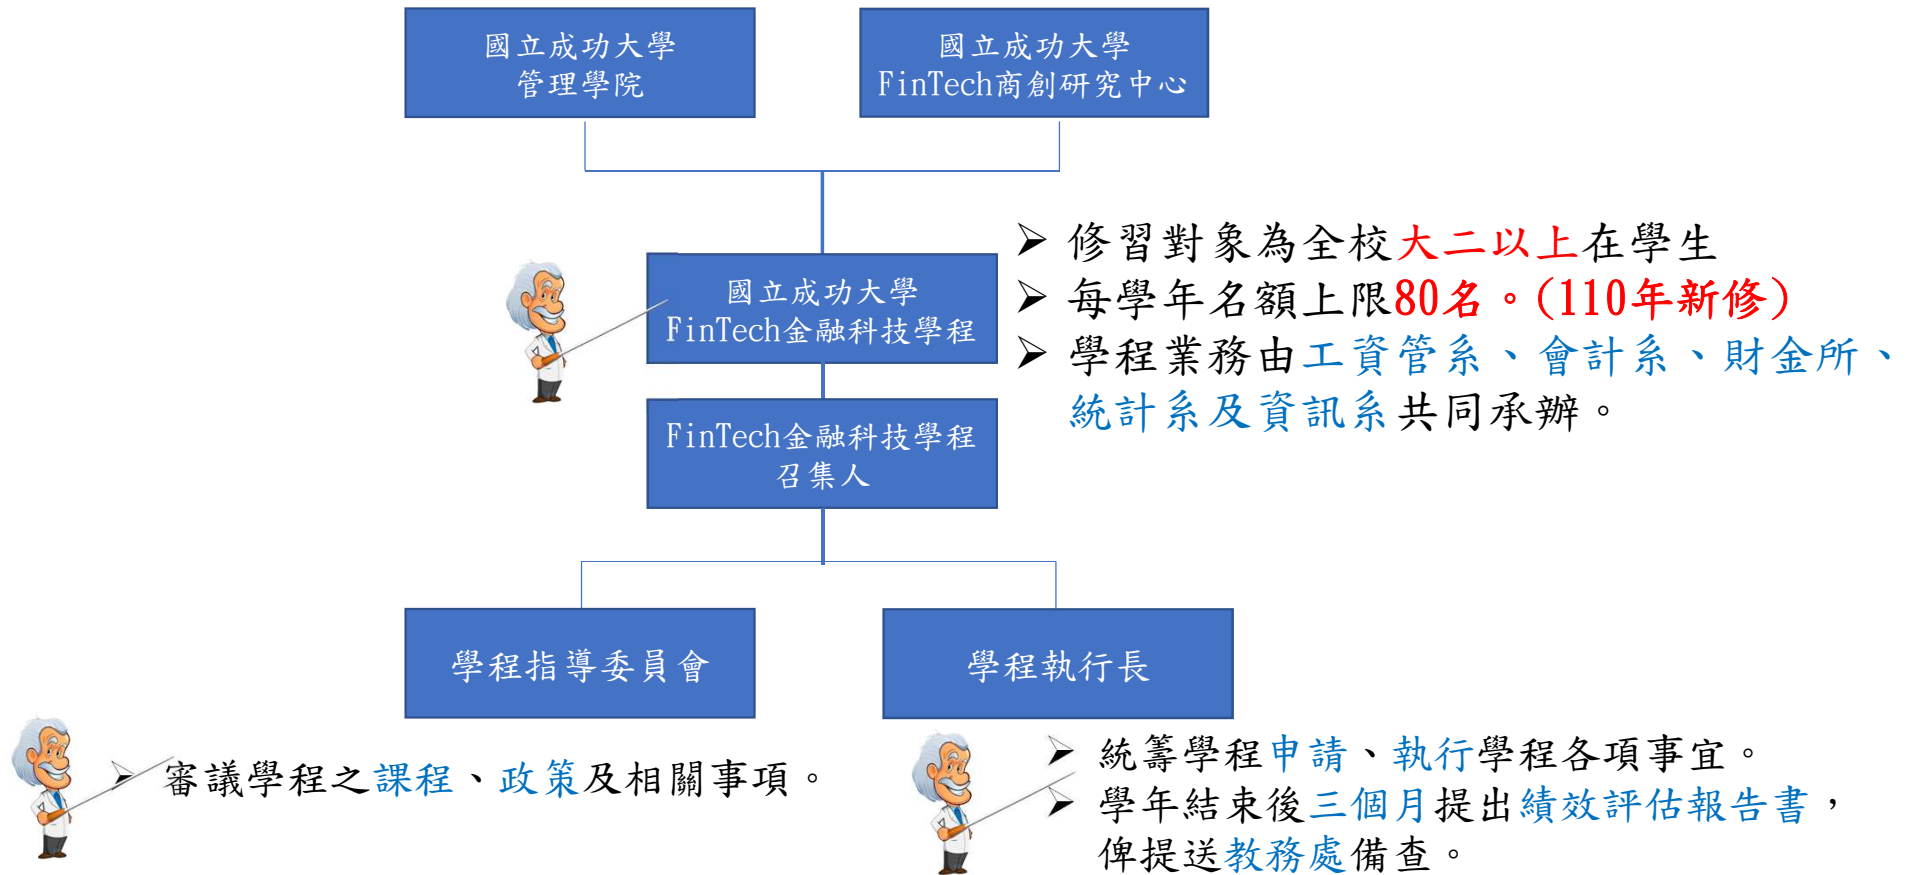 國立成功大學
管理學院
國立成功大學
FinTech商創研究中心
國立成功大學
FinTech金融科技學程
➢ 修習對象為全校大二以上在學生
➢ 每學年名額上限80名。(110年新修)
➢ 學程業務由工資管系、會計系、財金所、
統計系及資訊系共同承辦。
FinTech金融科技學程
召集人
學程指導委員會
學程執行長
➢ 審議學程之課程、政策及相關事項。
➢ 統籌學程申請、執行學程各項事宜。
➢ 學年結束後三個月提出績效評估報告書，
俾提送教務處備查。